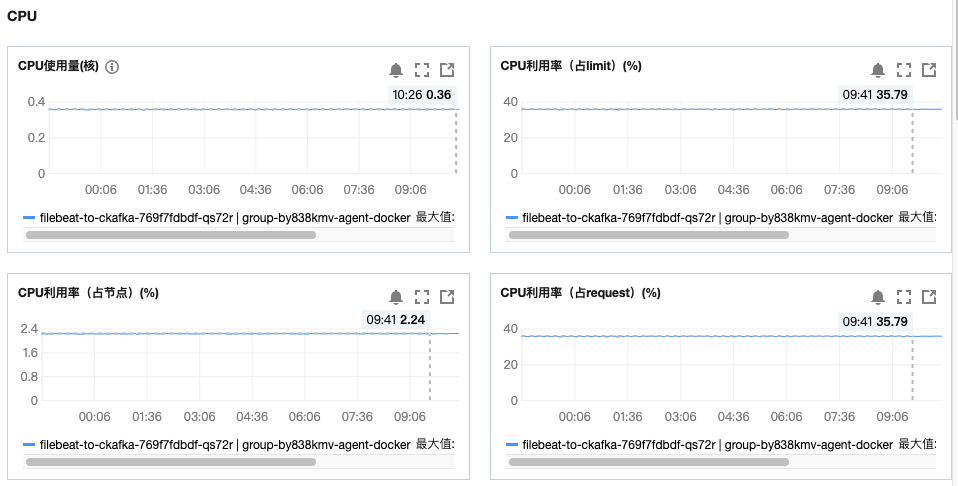 CPU
CPU使用量(核)
10:26 0.36
0.4
0.2
0
00:06 01:36 03:06 04:36 06:06 07:36 09:06
filebeat-to-ckafka-769f7fdbdf-qs72r | group-by838kmv-agent-docker 最大值:
CPU利用率（占limit）(%)
09:41 35.79
40
20
0
00:06 01:36 03:06 04:36 06:06 07:36 09:06
filebeat-to-ckafka-769f7fdbdf-qs72r | group-by838kmv-agent-docker 最大值:
CPU利用率（占节点）(%)
09:41 2.24
2.4
1.6
0.8
0
00:06 01:36 03:06 04:36 06:06 07:36 09:06
filebeat-to-ckafka-769f7fdbdf-qs72r | group-by838kmv-agent-docker 最大值:
CPU利用率（占request）(%)
09:41 35.79
40
20
0
00:06 01:36 03:06 04:36 06:06 07:36 09:06
filebeat-to-ckafka-769f7fdbdf-qs72r | group-by838kmv-agent-docker 最大值: